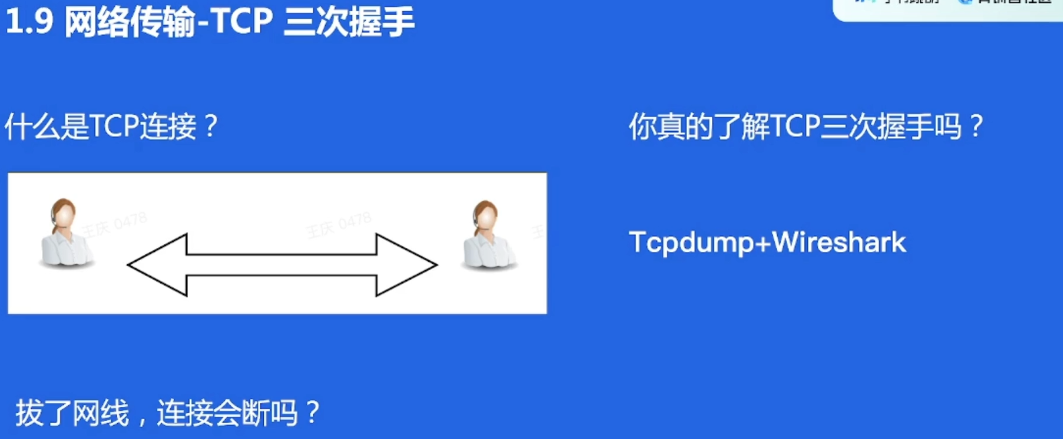 1.9 网络传输-TCP 三次握手
什么是TCP连接？
你真的了解TCP三次握手吗？
王庆 0478
王庆 0478
王
Tcpdump+Wireshark
拔了网线，连接会断吗？